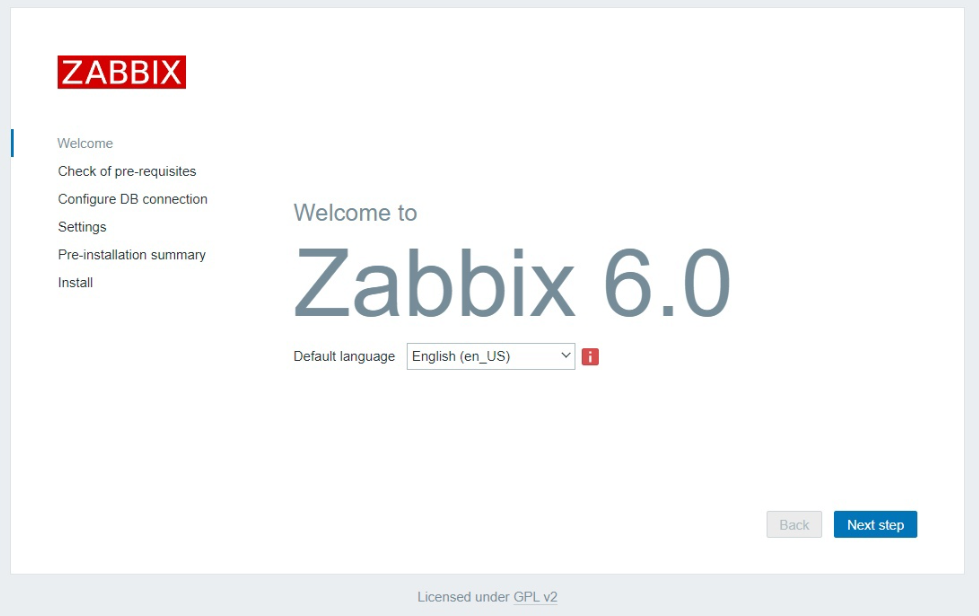 ZABBIX
Welcome
Check of pre-requisites
Configure DB connection
Settings
Pre-installation summary
Install
Welcome to
Zabbix 6.0
Default language English (en_US) i
Back Next step
Licensed under GPL v2